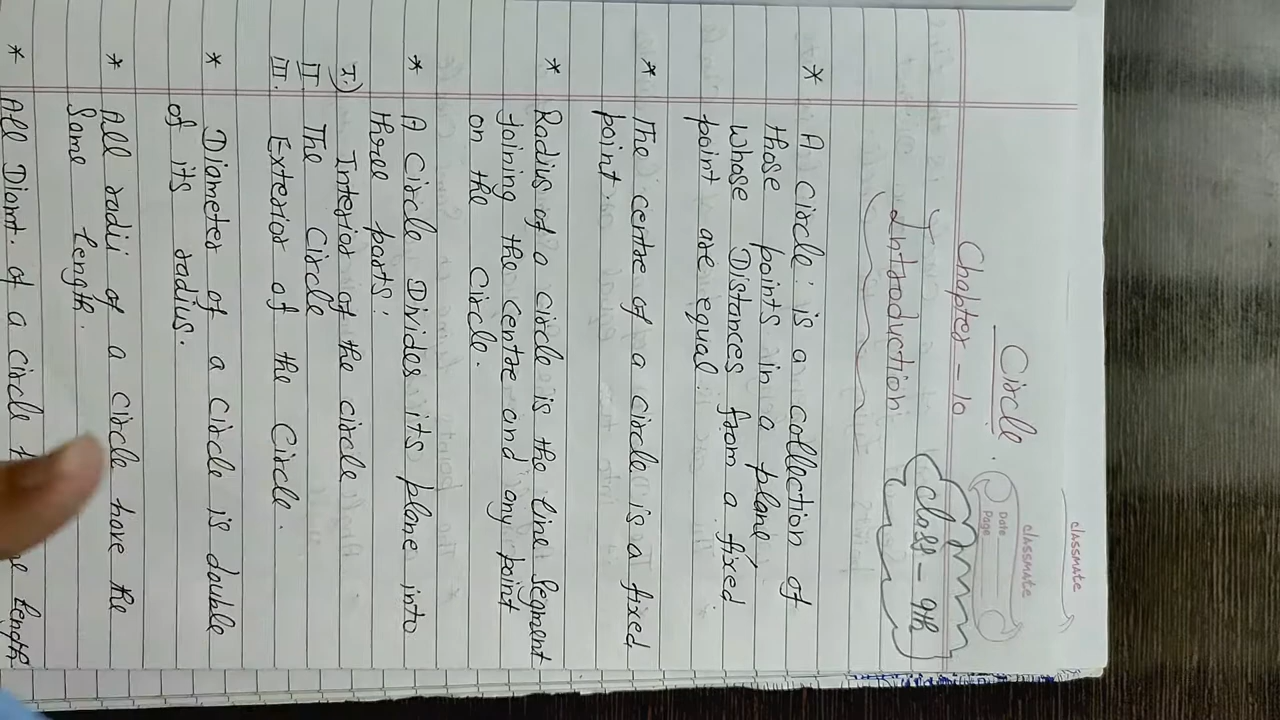 classmate
classmate
Date
Page
Circle.
Chapter - 10
Class - 9th
Introduction
* A circle is a collection of
those points in a plane
whose Distances from a fixed
point are equal.
* The centre of a circle is a fixed
point.
* Radius of a circle is the line segment
Joining the centre and any point
on the Circle.
* A Circle Divides its plane into
three parts:
I.) Interior of the circle
II. The Circle
III. Exterior of the Circle.
* Diameter of a circle is double
of its radius.
* All radii of a circle have the
Same length.
* All Diamt. of a circle length